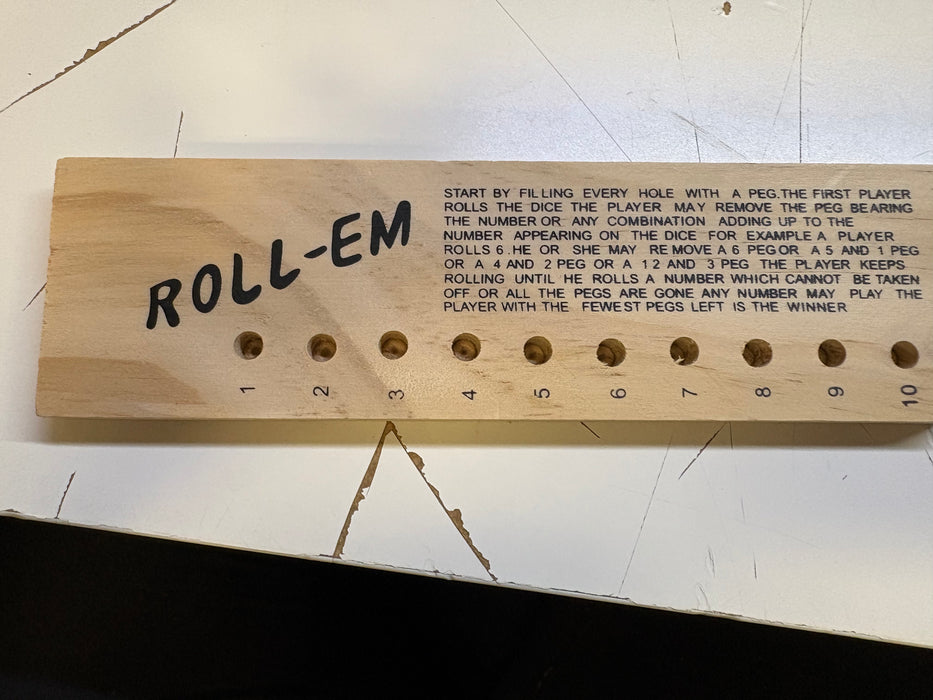 ROLL-EM
START BY FILLING EVERY HOLE WITH A PEG.THE FIRST PLAYER
ROLLS THE DICE THE PLAYER MAY REMOVE THE PEG BEARING
THE NUMBER OR ANY COMBINATION ADDING UP TO THE
NUMBER APPEARING ON THE DICE FOR EXAMPLE A PLAYER
ROLLS 6.HE OR SHE MAY REMOVE A 6 PEG OR A 5 AND 1 PEG
OR A 4 AND 2 PEG OR A 1 2 AND 3 PEG THE PLAYER KEEPS
ROLLING UNTIL HE ROLLS A NUMBER WHICH CANNOT BE TAKEN
OFF OR ALL THE PEGS ARE GONE ANY NUMBER MAY PLAY THE
PLAYER WITH THE FEWEST PEGS LEFT IS THE WINNER
1 2 3 4 5 6 7 8 9 10